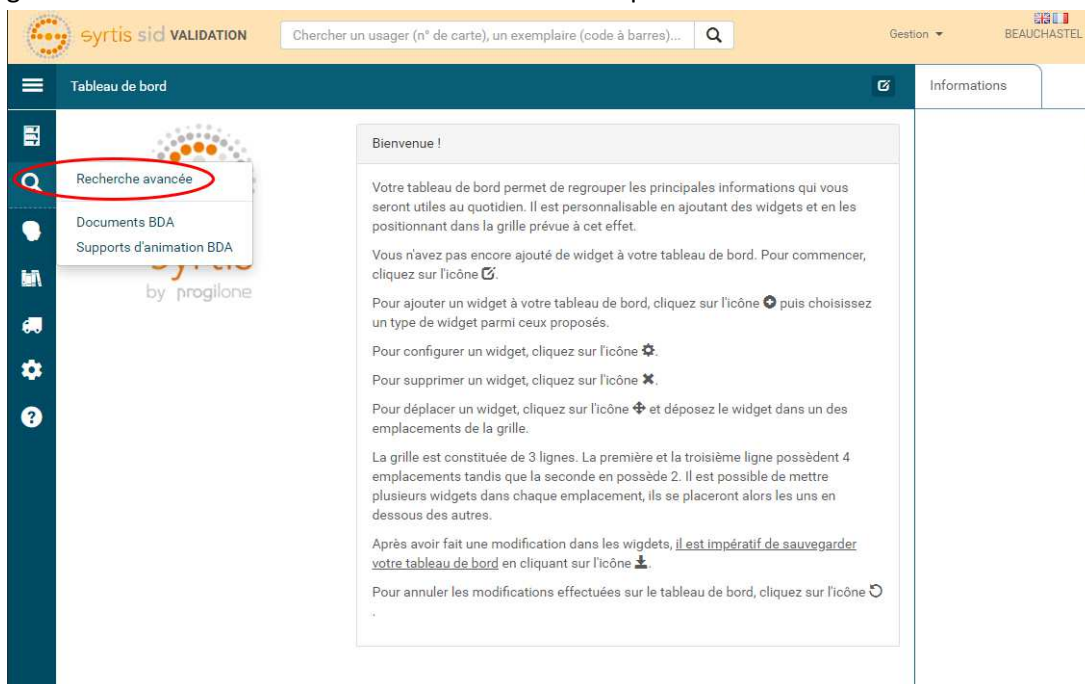 syrtis sid VALIDATION
Chercher un usager (n° de carte), un exemplaire (code à barres)...
Gestion
BEAUCHASTEL
Tableau de bord
Informations
Recherche avancée
Documents BDA
Supports d'animation BDA
syrtis
by progilone
Bienvenue !
Votre tableau de bord permet de regrouper les principales informations qui vous
seront utiles au quotidien. Il est personnalisable en ajoutant des widgets et en les
positionnant dans la grille prévue à cet effet.
Vous n'avez pas encore ajouté de widget à votre tableau de bord. Pour commencer,
cliquez sur l'icône .
Pour ajouter un widget à votre tableau de bord, cliquez sur l'icône puis choisissez
un type de widget parmi ceux proposés.
Pour configurer un widget, cliquez sur l'icône .
Pour supprimer un widget, cliquez sur l'icône .
Pour déplacer un widget, cliquez sur l'icône et déposez le widget dans un des
emplacements de la grille.
La grille est constituée de 3 lignes. La première et la troisième ligne possèdent 4
emplacements tandis que la seconde en possède 2. Il est possible de mettre
plusieurs widgets dans chaque emplacement, ils se placeront alors les uns en
dessous des autres.
Après avoir fait une modification dans les wigdets, il est impératif de sauvegarder
votre tableau de bord en cliquant sur l'icône .
Pour annuler les modifications effectuées sur le tableau de bord, cliquez sur l'icône
.